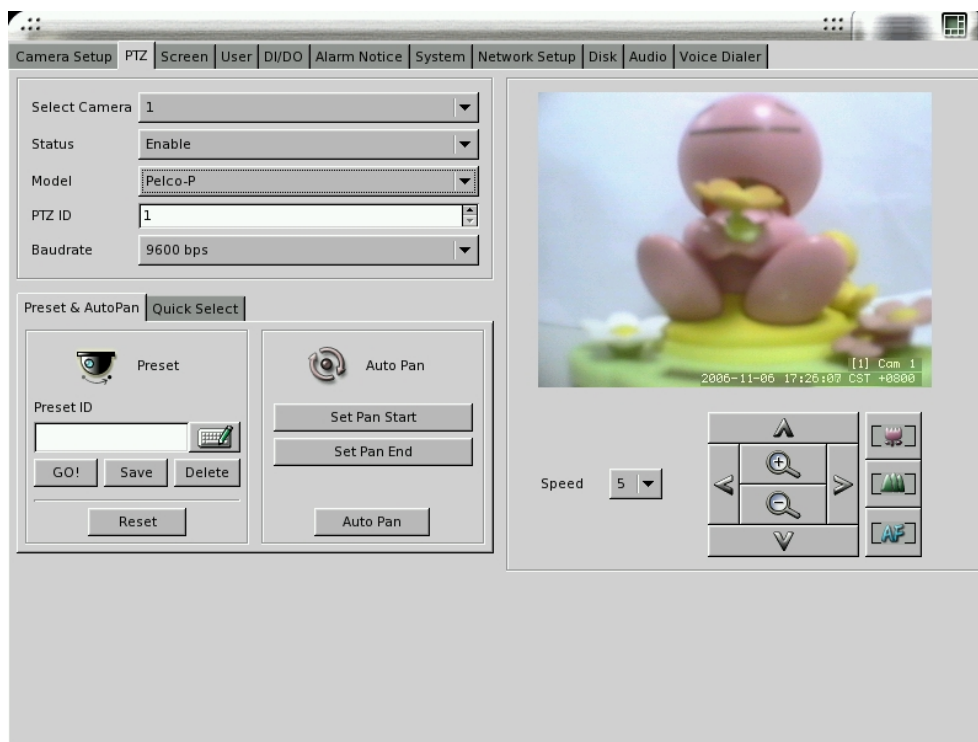 Camera Setup PTZ Screen User DI/DO Alarm Notice System Network Setup Disk Audio Voice Dialer
Select Camera 1
Status Enable
Model Pelco-P
PTZ ID 1
Baudrate 9600 bps
Preset & AutoPan Quick Select
Preset
Preset ID
GO! Save Delete
Reset
Auto Pan
Set Pan Start
Set Pan End
Auto Pan
[1] Cam 1
2006-11-06 17:26:07 CST +0800
Speed 5
[AF]